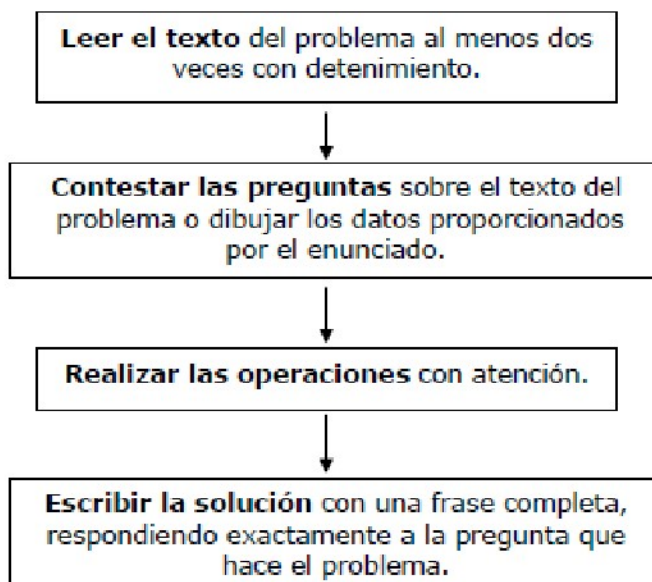 Leer el texto del problema al menos dos
veces con detenimiento.
Contestar las preguntas sobre el texto del
problema o dibujar los datos proporcionados
por el enunciado.
Realizar las operaciones con atención.
Escribir la solución con una frase completa,
respondiendo exactamente a la pregunta que
hace el problema.